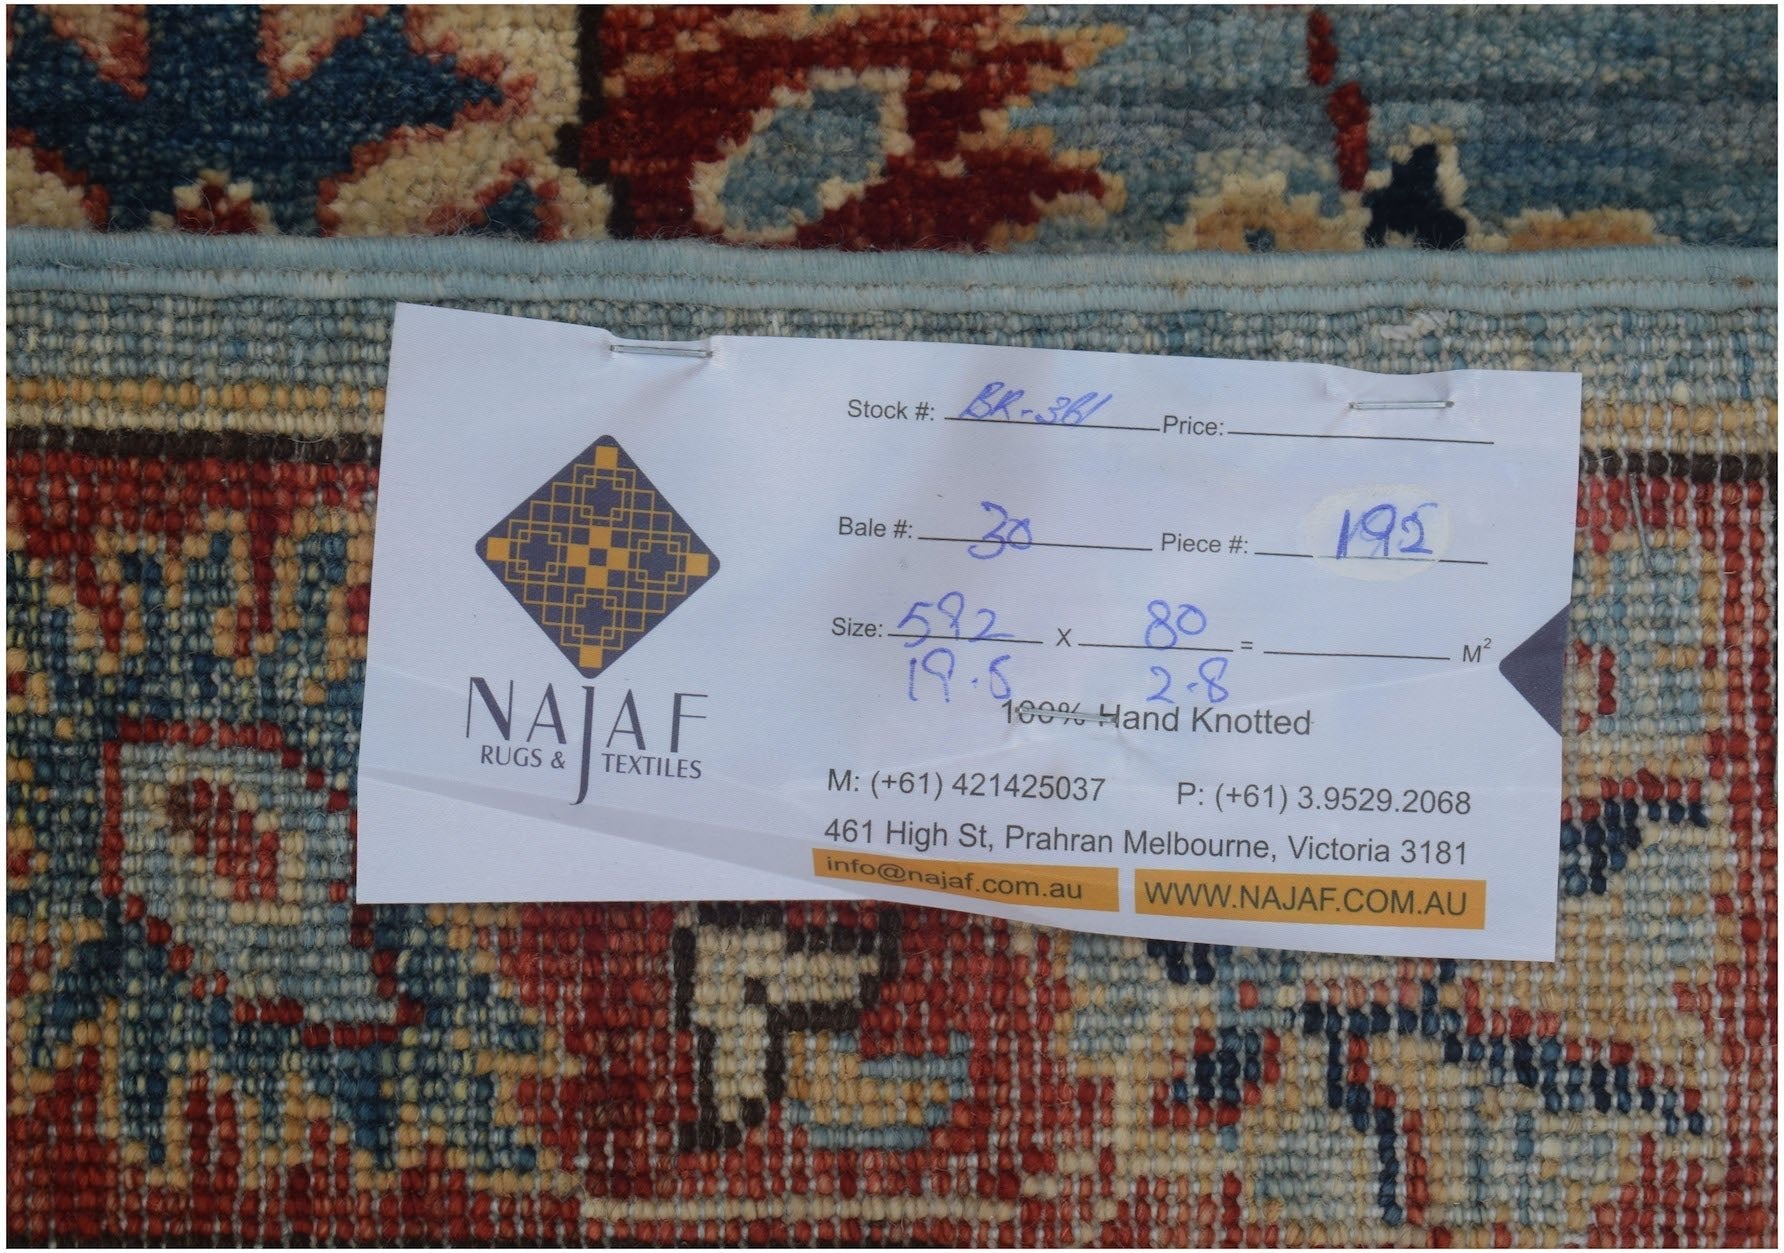 NAJAF
RUGS & TEXTILES
Stock #: BR-361 Price:
Bale #: 30 Piece #: 195
Size: 592 X 80 = M²
19.5 2.8
100% Hand Knotted
M: (+61) 421425037 P: (+61) 3.9529.2068
461 High St, Prahran Melbourne, Victoria 3181
info@najaf.com.au WWW.NAJAF.COM.AU